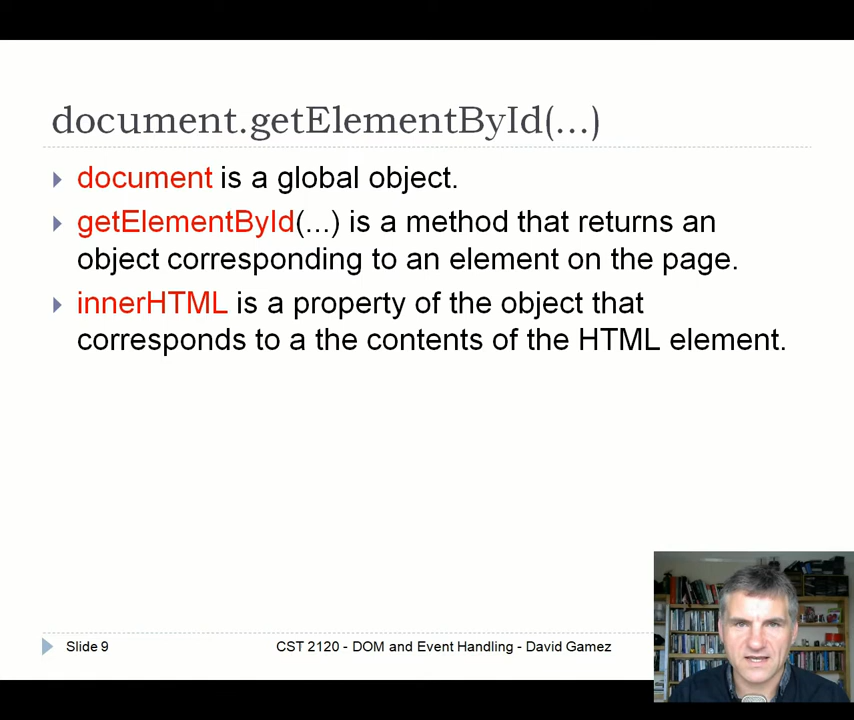 document.getElementById(...)
document is a global object.
getElementById(...) is a method that returns an
object corresponding to an element on the page.
innerHTML is a property of the object that
corresponds to a the contents of the HTML element.
Slide 9
CST 2120 - DOM and Event Handling - David Gamez